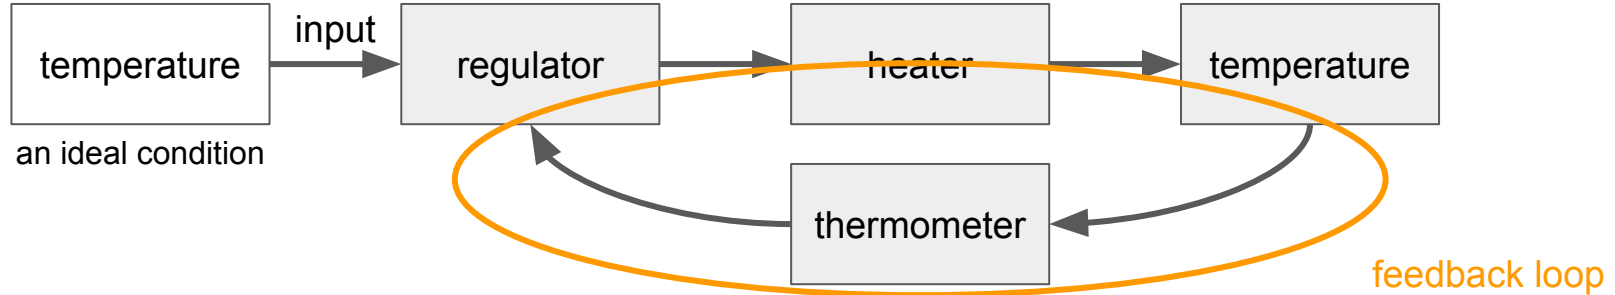 input
temperature
regulator
heater
temperature
an ideal condition
thermometer
feedback loop